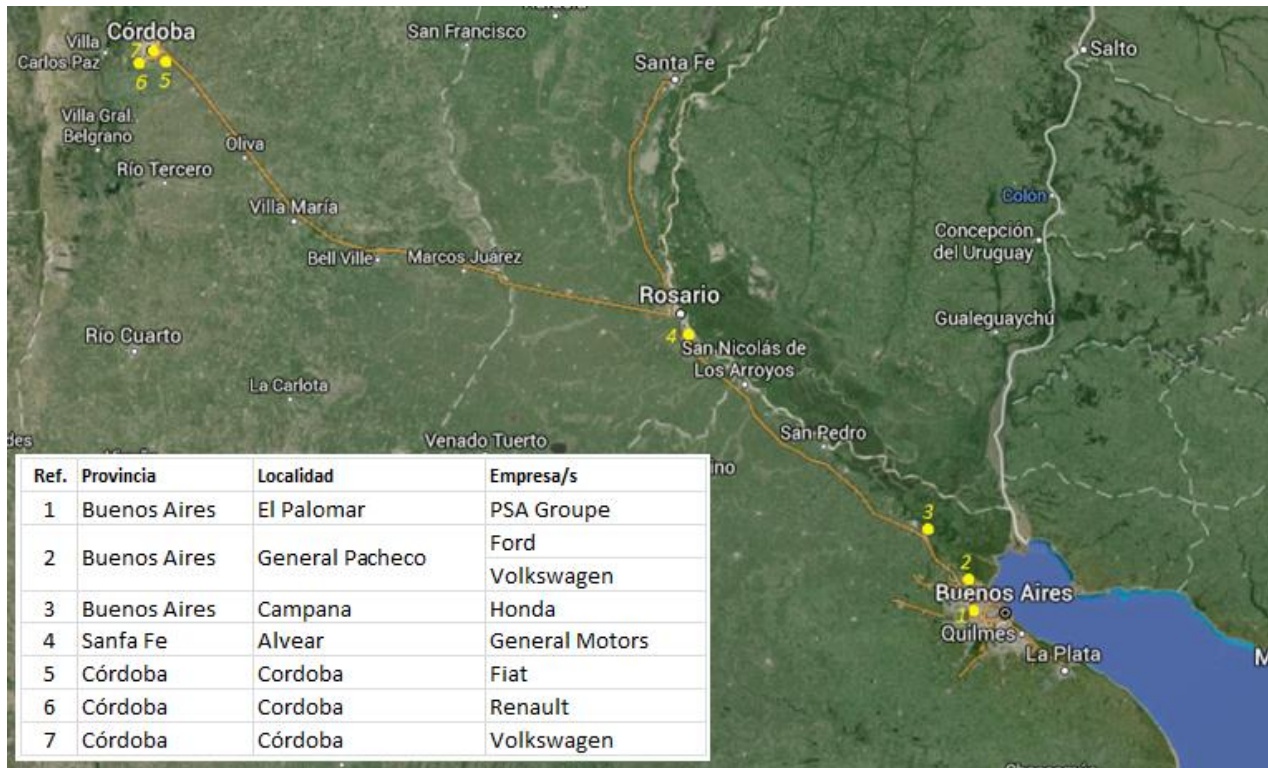 Córdoba
San Francisco
Villa
Carlos Paz
7
6 5
Santa Fe
Salto
Villa Gral.
Belgrano
Oliva
Río Tercero
Villa María
Colón
Concepción
del Uruguay
Bell Ville
Marcos Juárez
Rosario
Gualeguaychú
Río Cuarto
4
San Nicolás de
Los Arroyos
La Carlota
Venado Tuerto
San Pedro
des
ino
Ref. Provincia Localidad Empresa/s
1 Buenos Aires El Palomar PSA Groupe
2 Buenos Aires General Pacheco Ford
Volkswagen
3 Buenos Aires Campana Honda
4 Sanfa Fe Alvear General Motors
5 Córdoba Cordoba Fiat
6 Córdoba Cordoba Renault
7 Córdoba Córdoba Volkswagen
3
2
Buenos Aires
1
Quilmes
La Plata
M